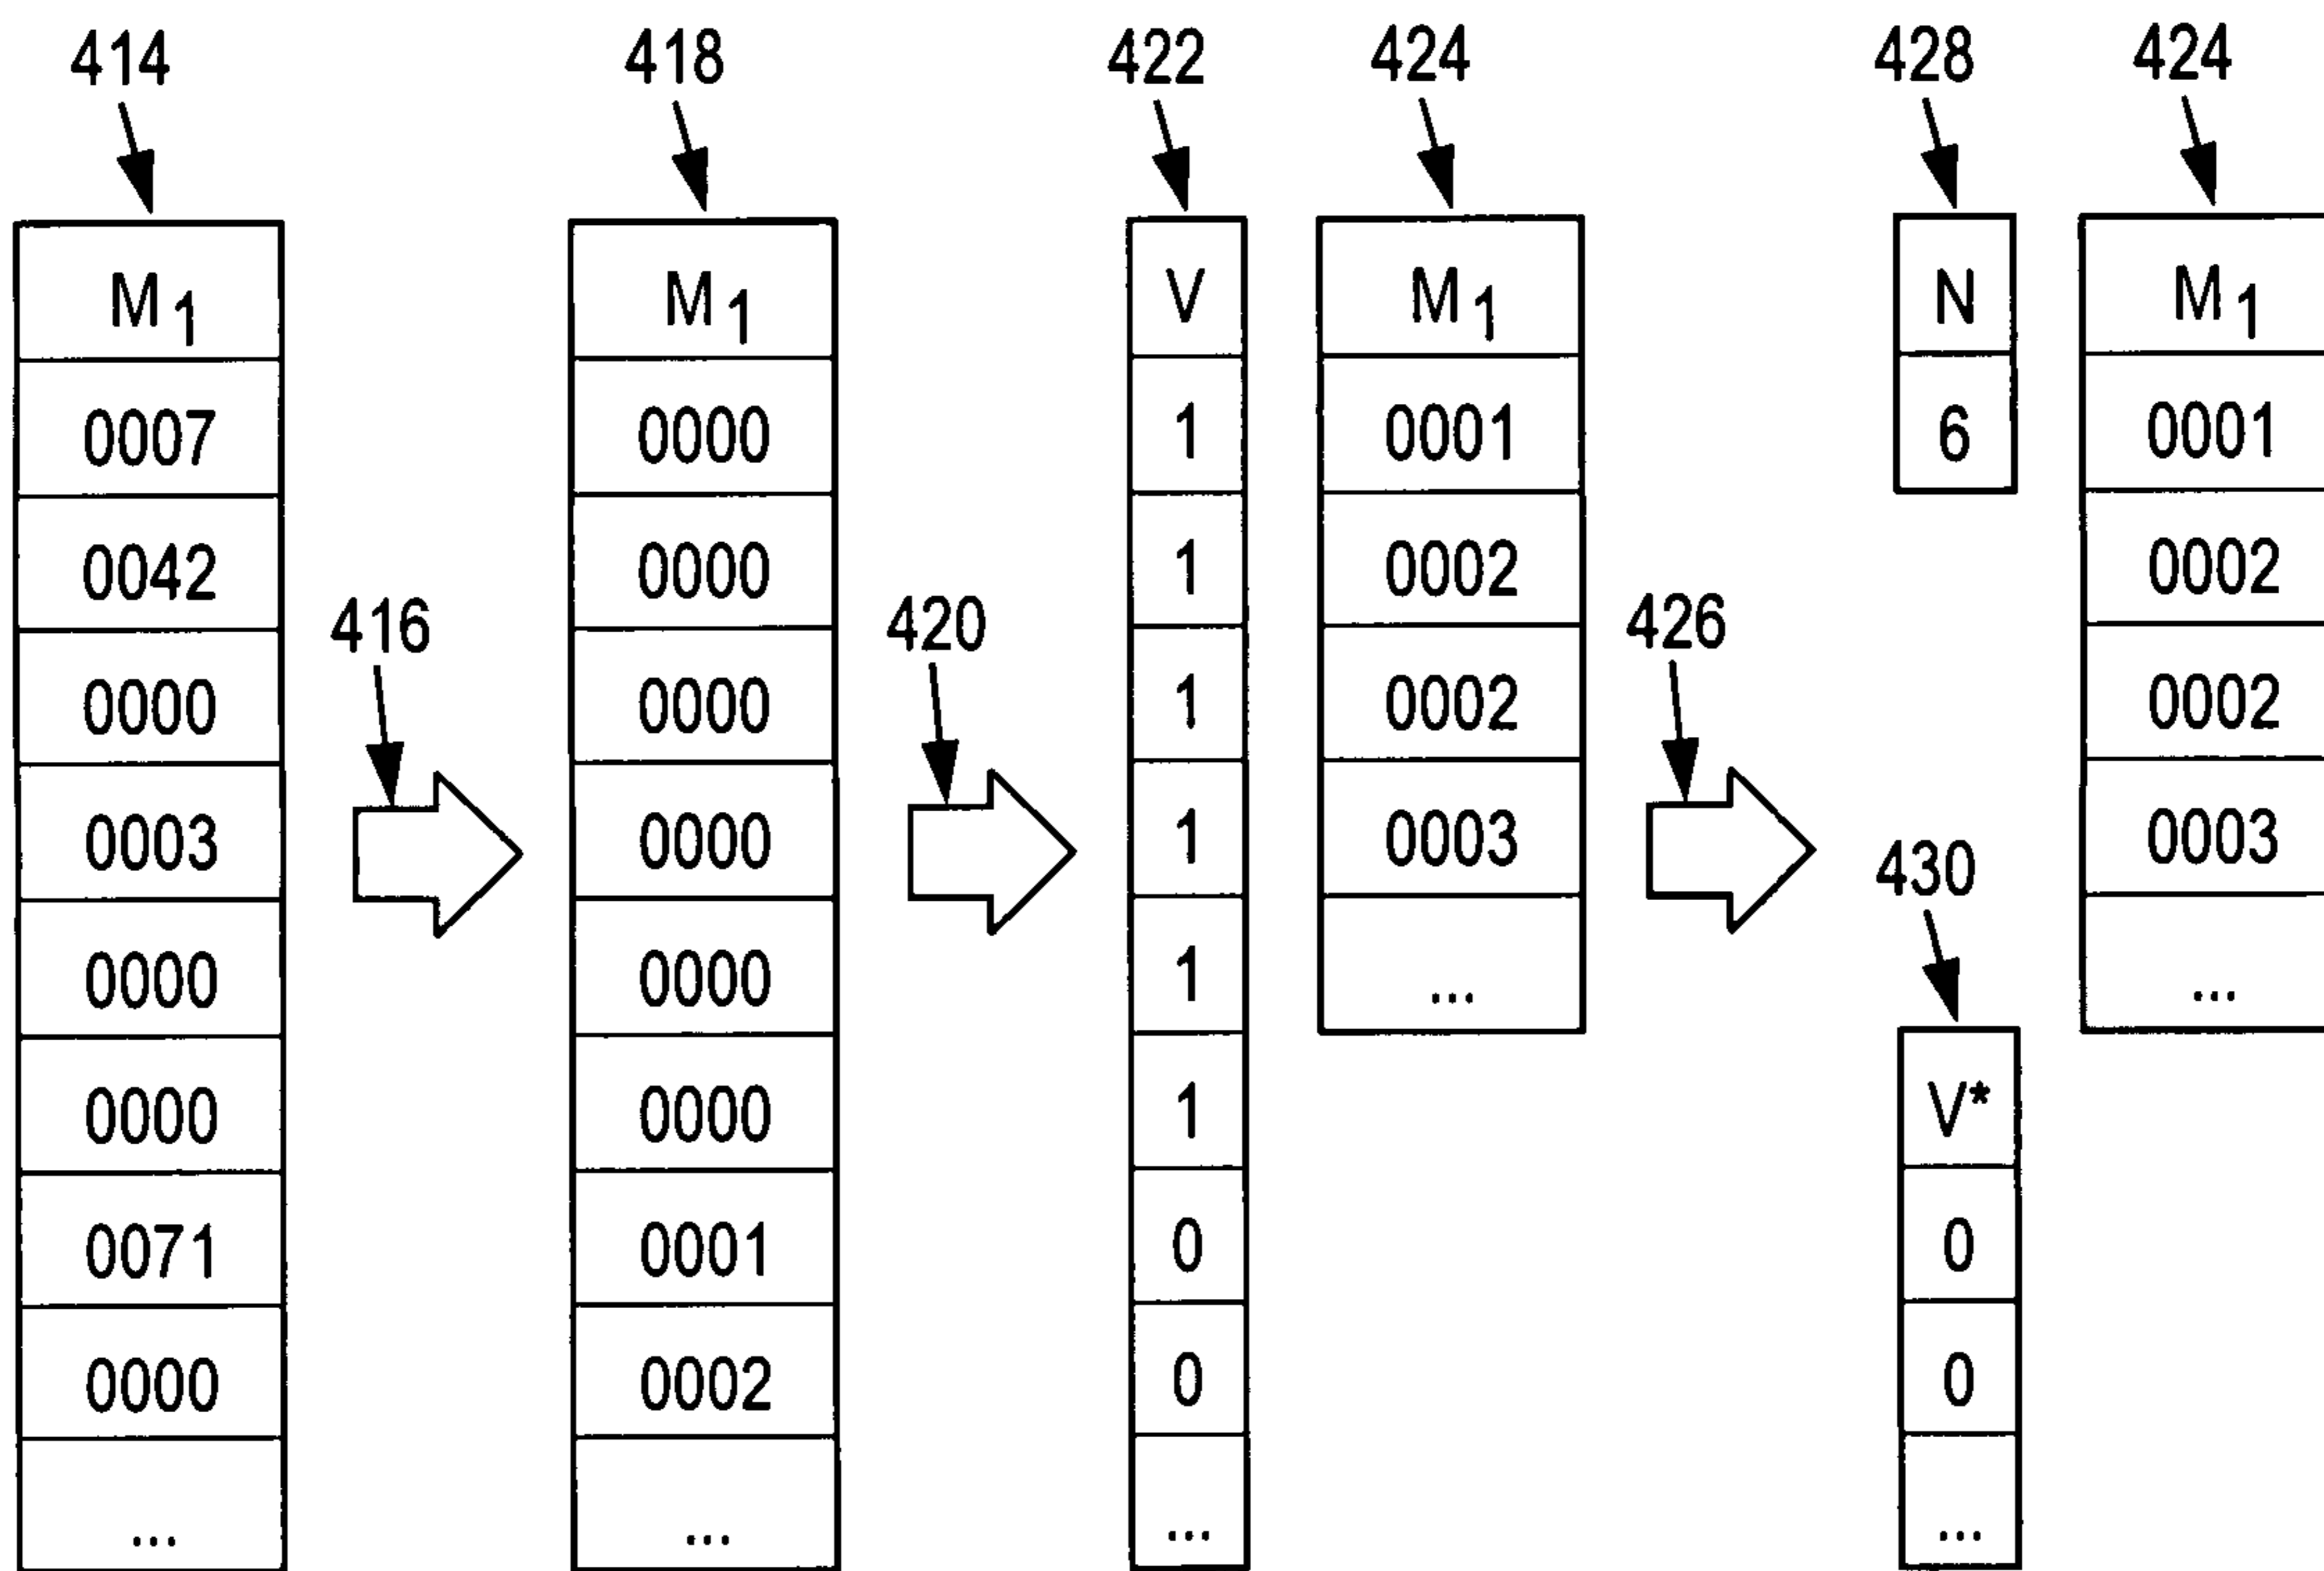 414 418 422 424 428 424
M1 M1 V M1 N M1
0007 0000 1 0001 6 0001
0042 0000 1 0002 0002
416 420 426
0000 0000 1 0002 0002
0003 0000 1 0003 0003
430
0000 0000 1 ... ...
0000 0000 1 V*
0071 0001 0 0
0000 0002 0 0
... ... ... ...